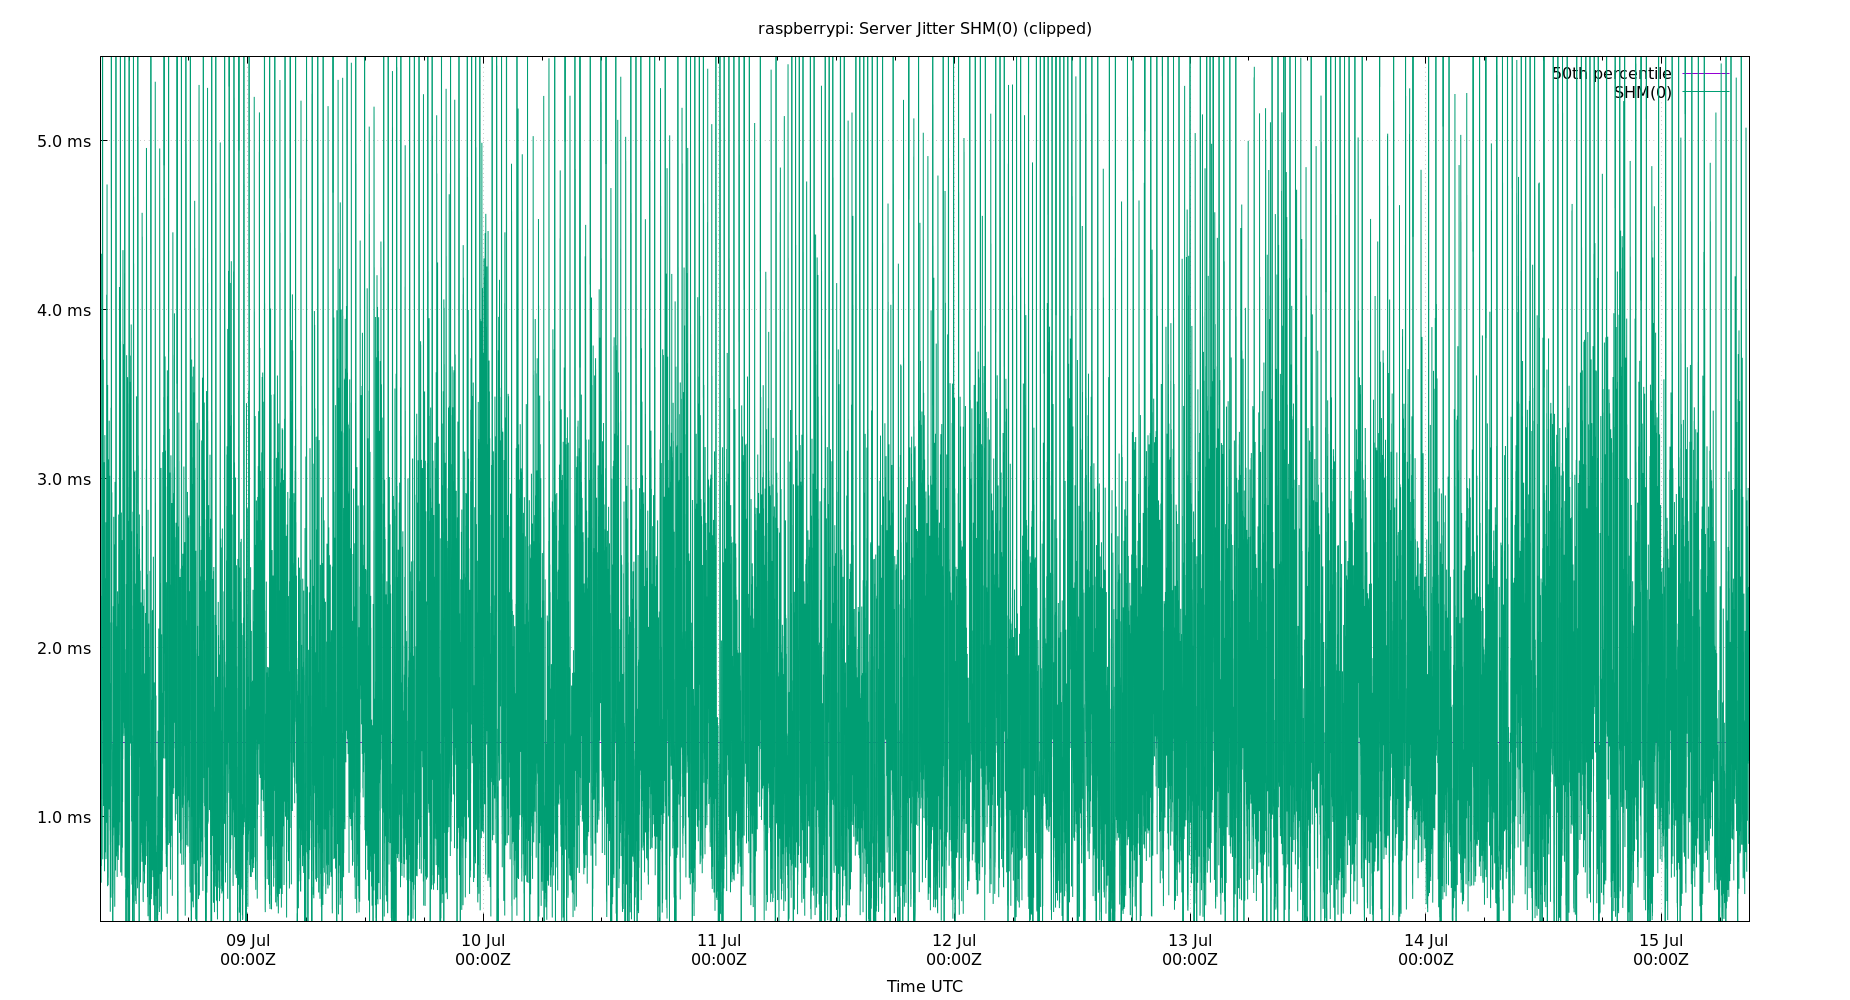 raspberrypi: Server Jitter SHM(0) (clipped)
50th percentile
SHM(0)
5.0 ms
4.0 ms
3.0 ms
2.0 ms
1.0 ms
09 Jul 10 Jul 11 Jul 12 Jul 13 Jul 14 Jul 15 Jul
00:00Z 00:00Z 00:00Z 00:00Z 00:00Z 00:00Z 00:00Z
Time UTC